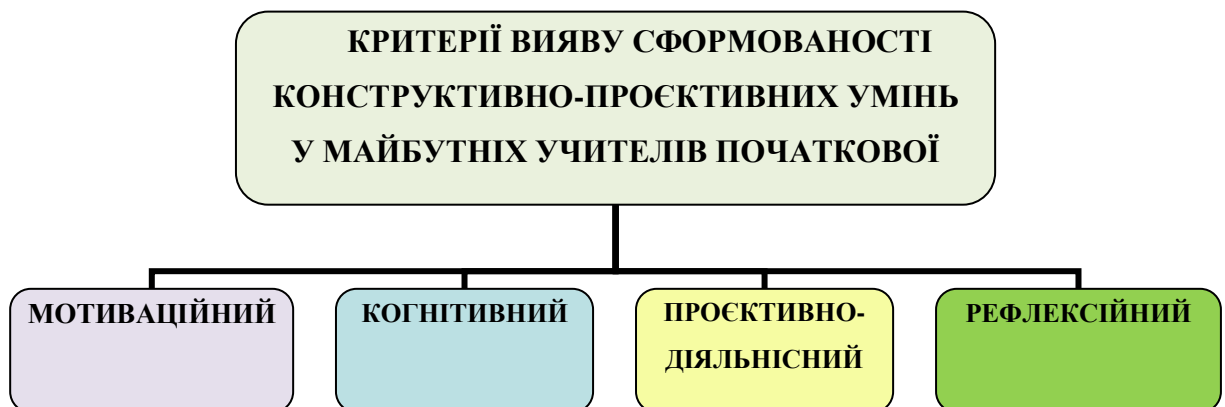 КРИТЕРІЇ ВИЯВУ СФОРМОВАНОСТІ
КОНСТРУКТИВНО-ПРОЄКТИВНИХ УМІНЬ
У МАЙБУТНІХ УЧИТЕЛІВ ПОЧАТКОВОЇ
МОТИВАЦІЙНИЙ
КОГНІТИВНИЙ
ПРОЄКТИВНО-
ДІЯЛЬНІСНИЙ
РЕФЛЕКСІЙНИЙ